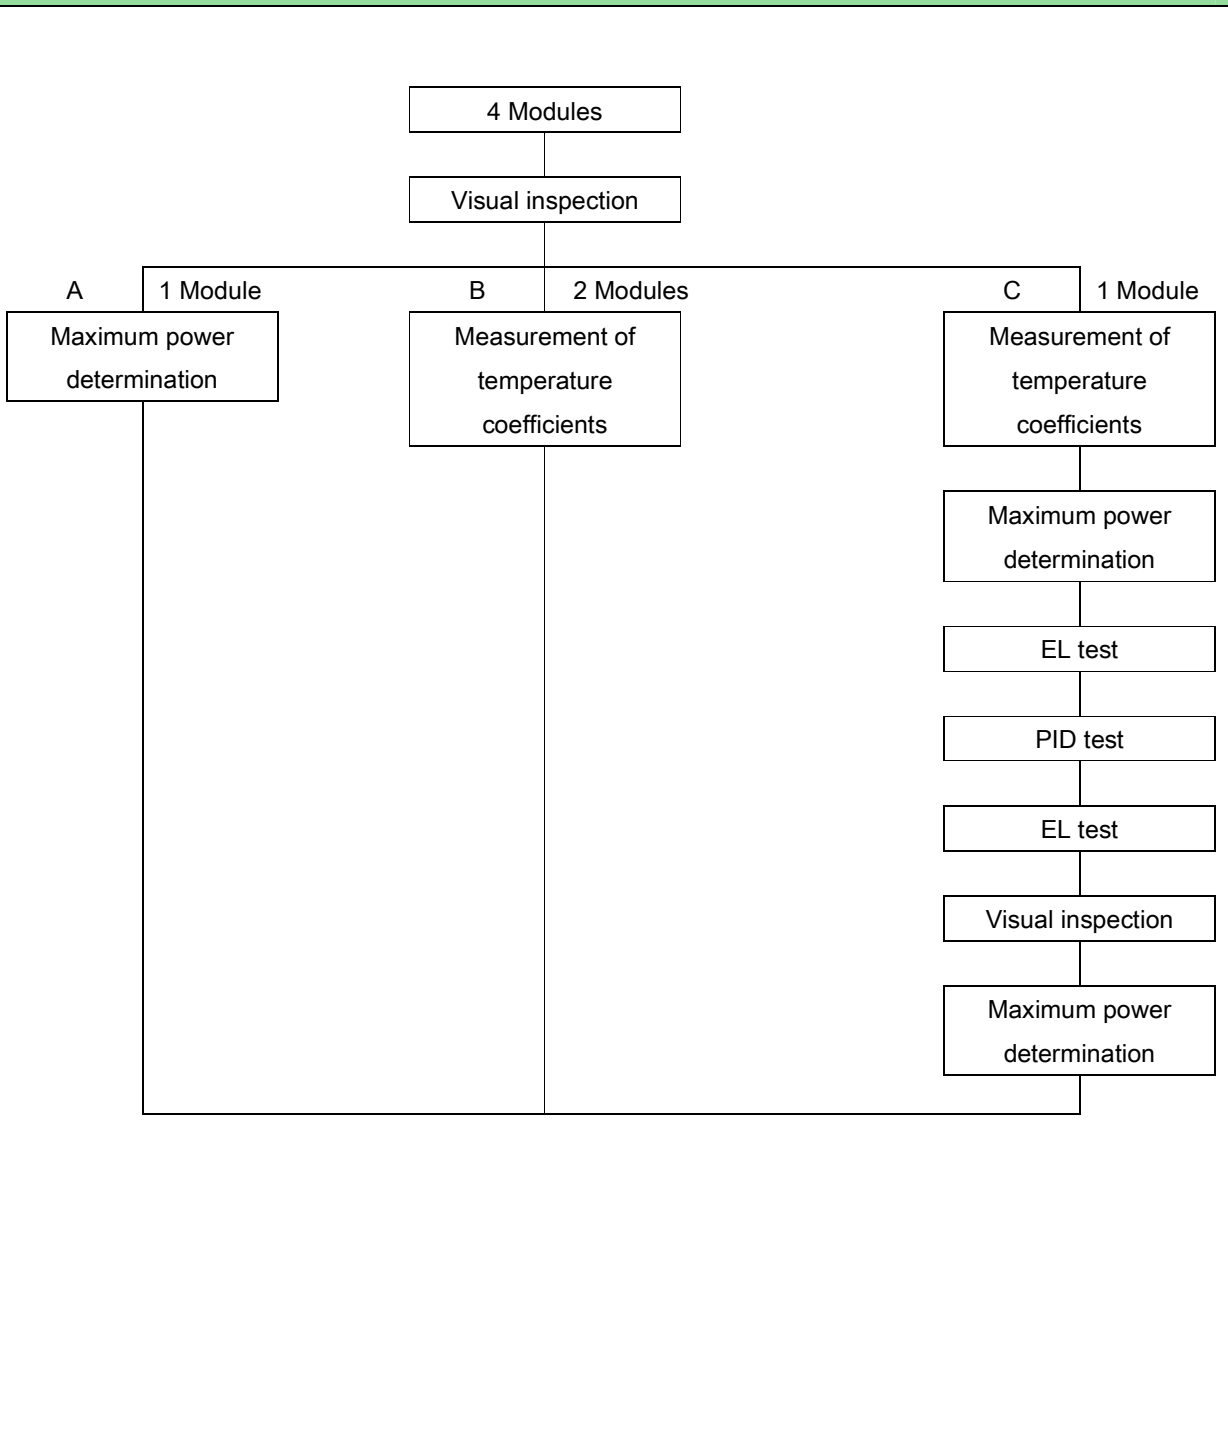 4 Modules
Visual inspection
A
1 Module
B
2 Modules
C
1 Module
Maximum power
determination
Measurement of
temperature
coefficients
Measurement of
temperature
coefficients
Maximum power
determination
EL test
PID test
EL test
Visual inspection
Maximum power
determination